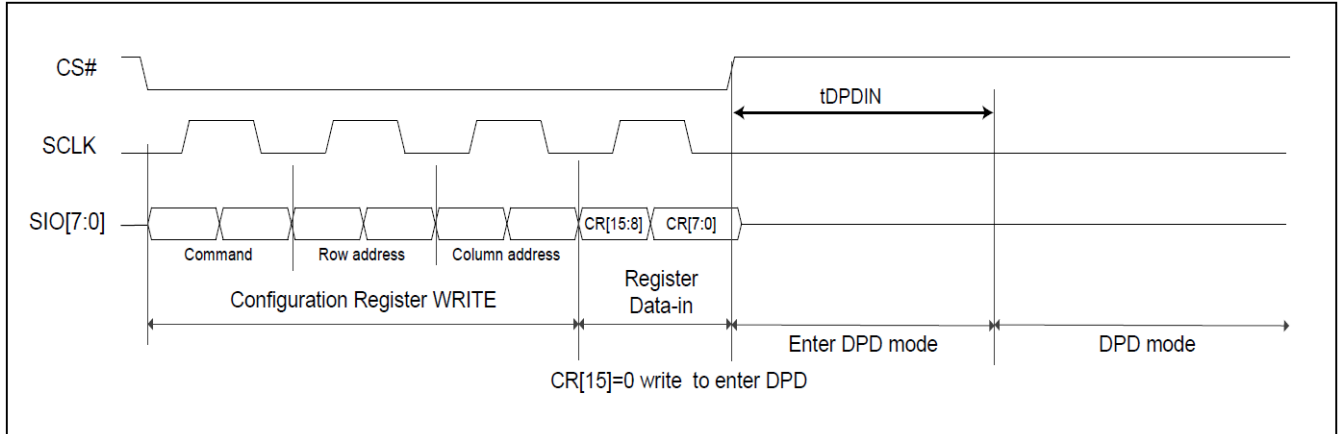 CS#
tDPDIN
SCLK
SIO[7:0]
CR[15:8] CR[7:0]
Command Row address Column address
Configuration Register WRITE
Register
Data-in
Enter DPD mode DPD mode
CR[15]=0 write to enter DPD